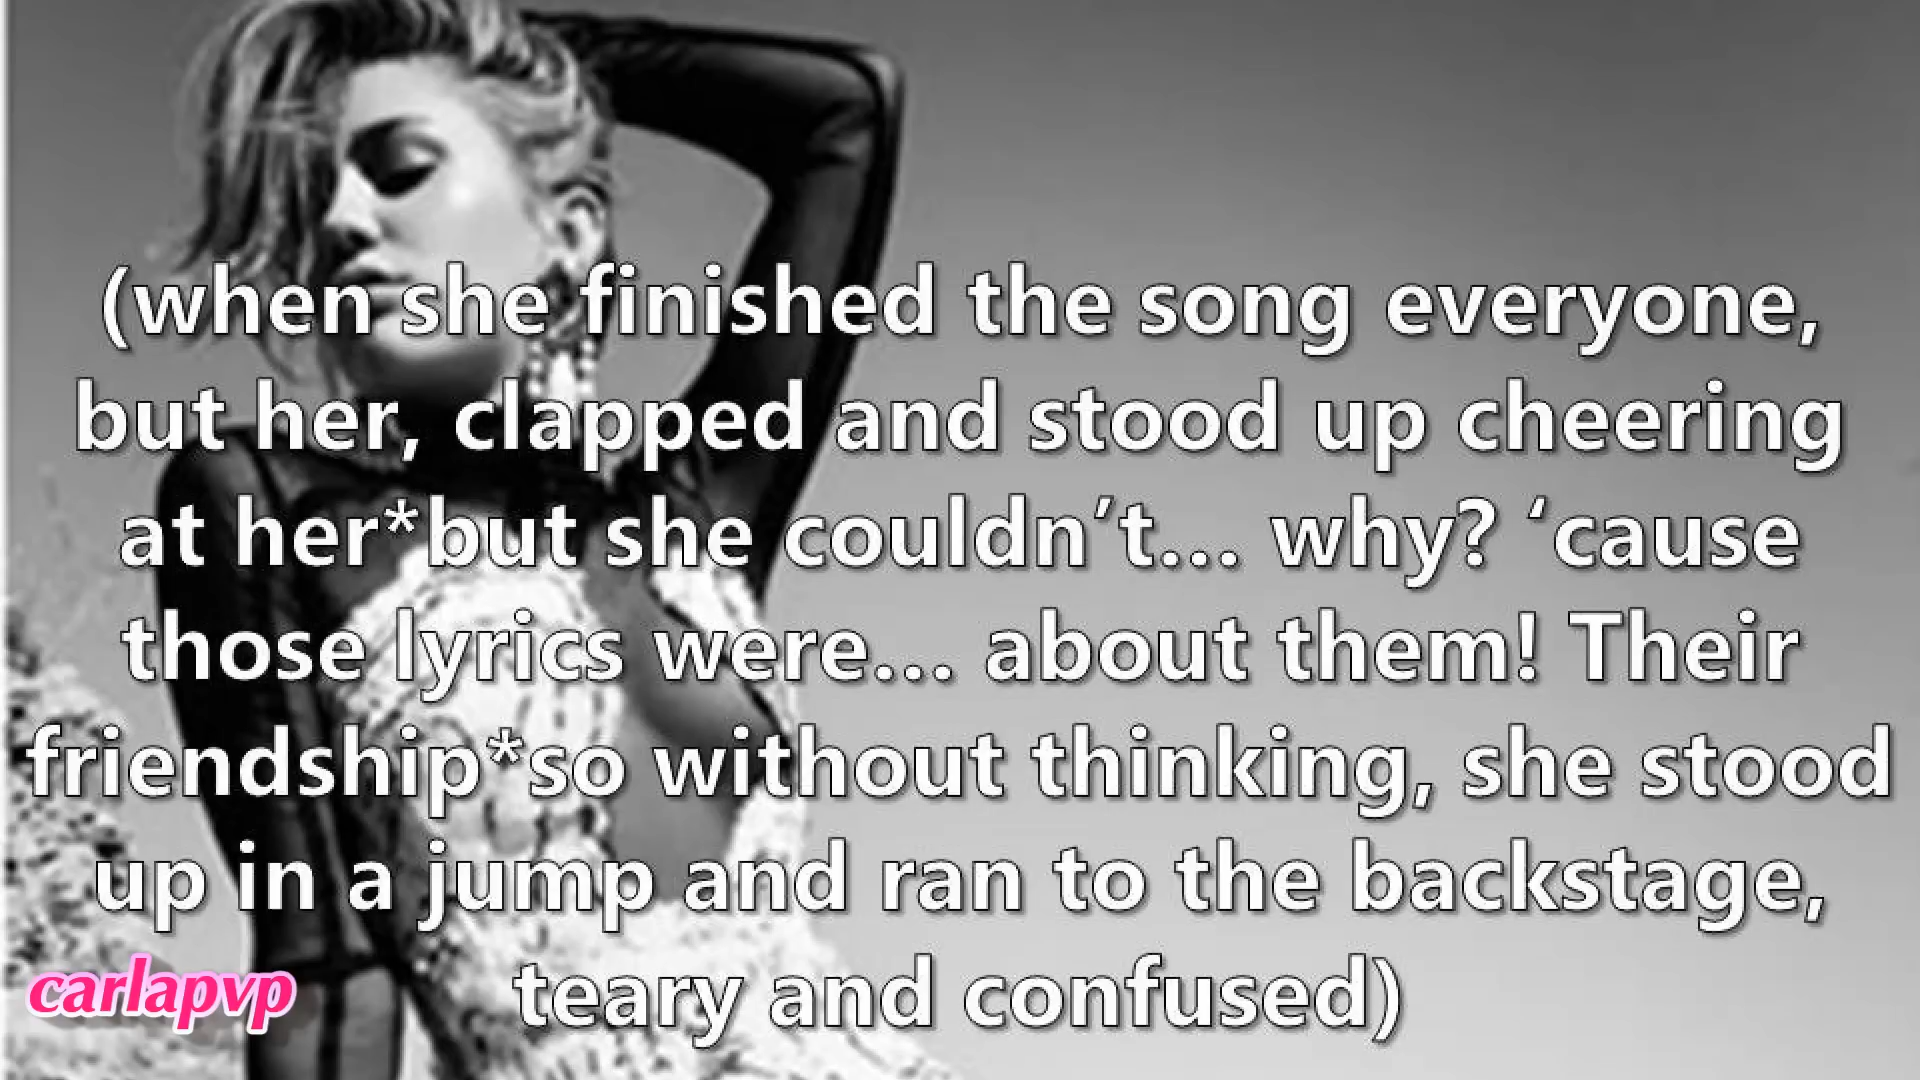 (when she finished the song everyone,
but her, clapped and stood up cheering
at her*but she couldn’t... why? ‘cause
those lyrics were... about them! Their
friendship*so without thinking, she stood
up in a jump and ran to the backstage,
teary and confused)
carlapvp